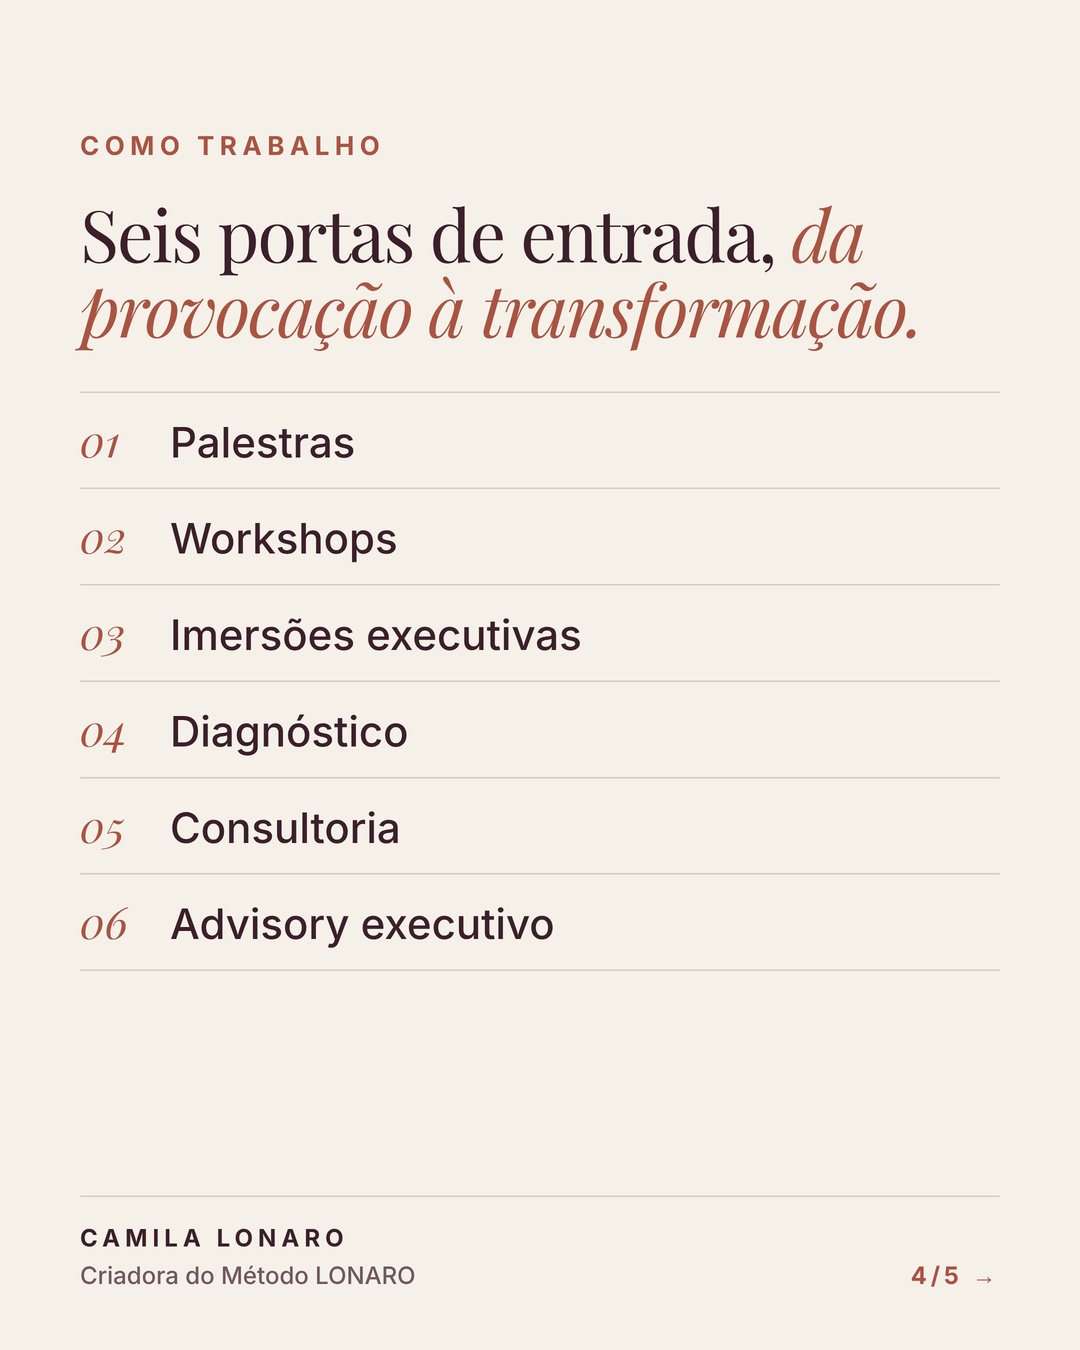 COMO TRABALHO
Seis portas de entrada, da
provocação à transformação.
01 Palestras
02 Workshops
03 Imersões executivas
04 Diagnóstico
05 Consultoria
06 Advisory executivo
CAMILA LONARO
Criadora do Método LONARO
4/5 →